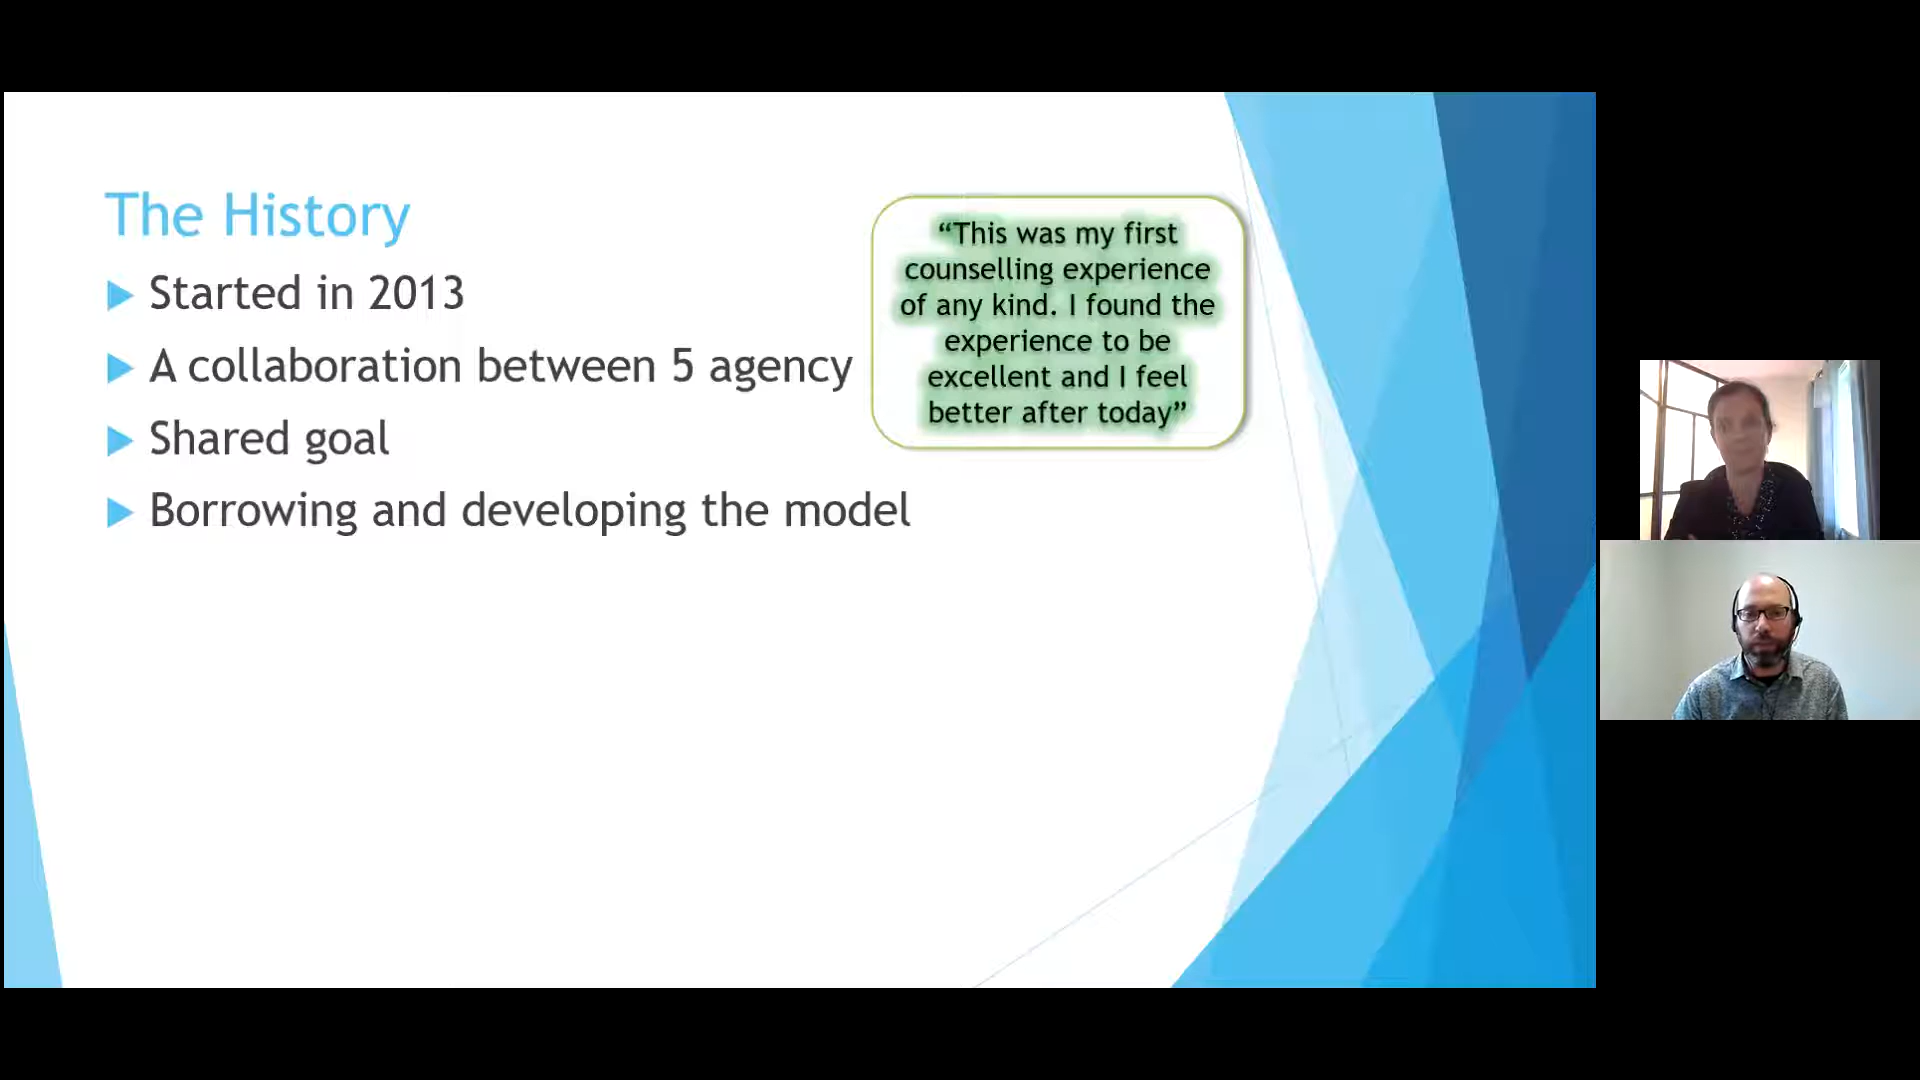 The History
Started in 2013
A collaboration between 5 agency
Shared goal
Borrowing and developing the model
“This was my first
counselling experience
of any kind. I found the
experience to be
excellent and I feel
better after today”